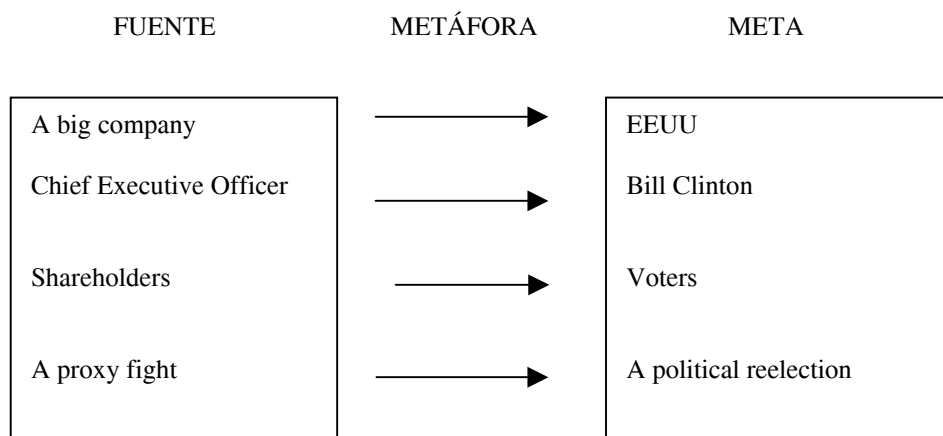 FUENTE METÁFORA META
A big company EEUU
Chief Executive Officer Bill Clinton
Shareholders Voters
A proxy fight A political reelection